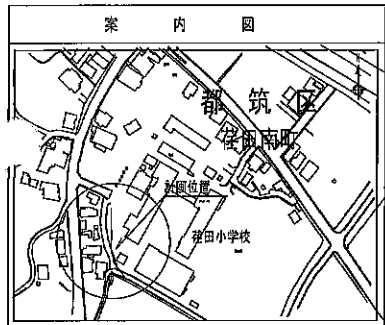 案内図
都筑区
荏田南町
計画位置
荏田小学校